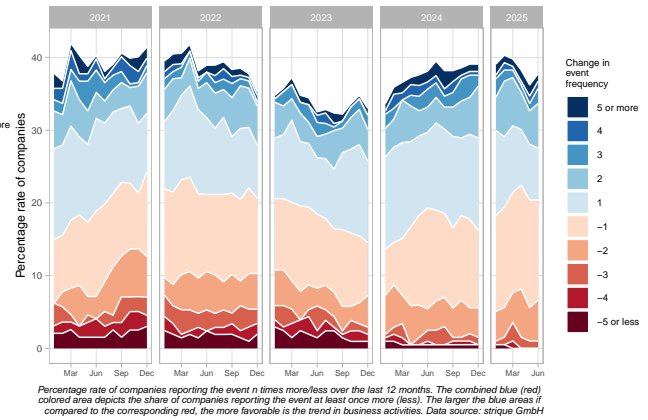 2021 2022 2023 2024 2025
Percentage rate of companies
40
30
20
10
0
ore
Mar Jun Sep Dec Mar Jun Sep Dec Mar Jun Sep Dec Mar Jun Sep Dec Mar Jun
Change in
event
frequency
5 or more
4
3
2
1
−1
−2
−3
−4
−5 or less
Percentage rate of companies reporting the event n times more/less over the last 12 months. The combined blue (red)
colored area depicts the share of companies reporting the event at least once more (less). The larger the blue areas if
compared to the corresponding red, the more favorable is the trend in business activities. Data source: strique GmbH